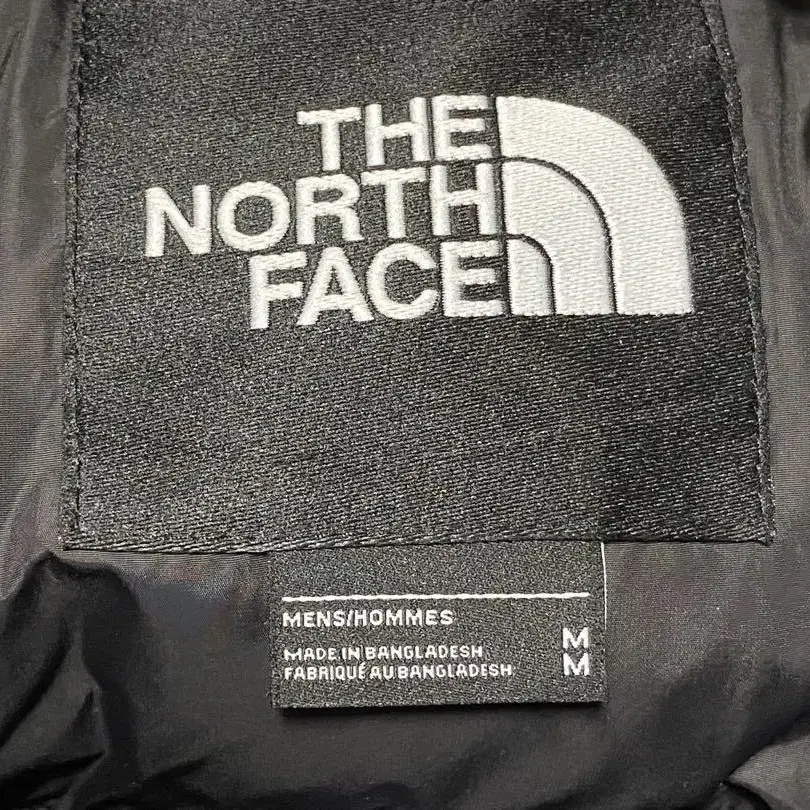 THE
NORTH
FACE
MENS/HOMMES
M
MADE IN BANGLADESH
FABRIQUÉ AU BANGLADESH
M